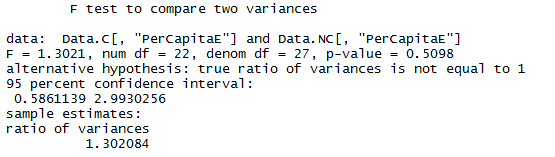 F test to compare two variances
data:  Data.C[, "PerCapitaE"] and Data.NC[, "PerCapitaE"]
F = 1.3021, num df = 22, denom df = 27, p-value = 0.5098
alternative hypothesis: true ratio of variances is not equal to 1
95 percent confidence interval:
 0.5861139 2.9930256
sample estimates:
ratio of variances
1.302084